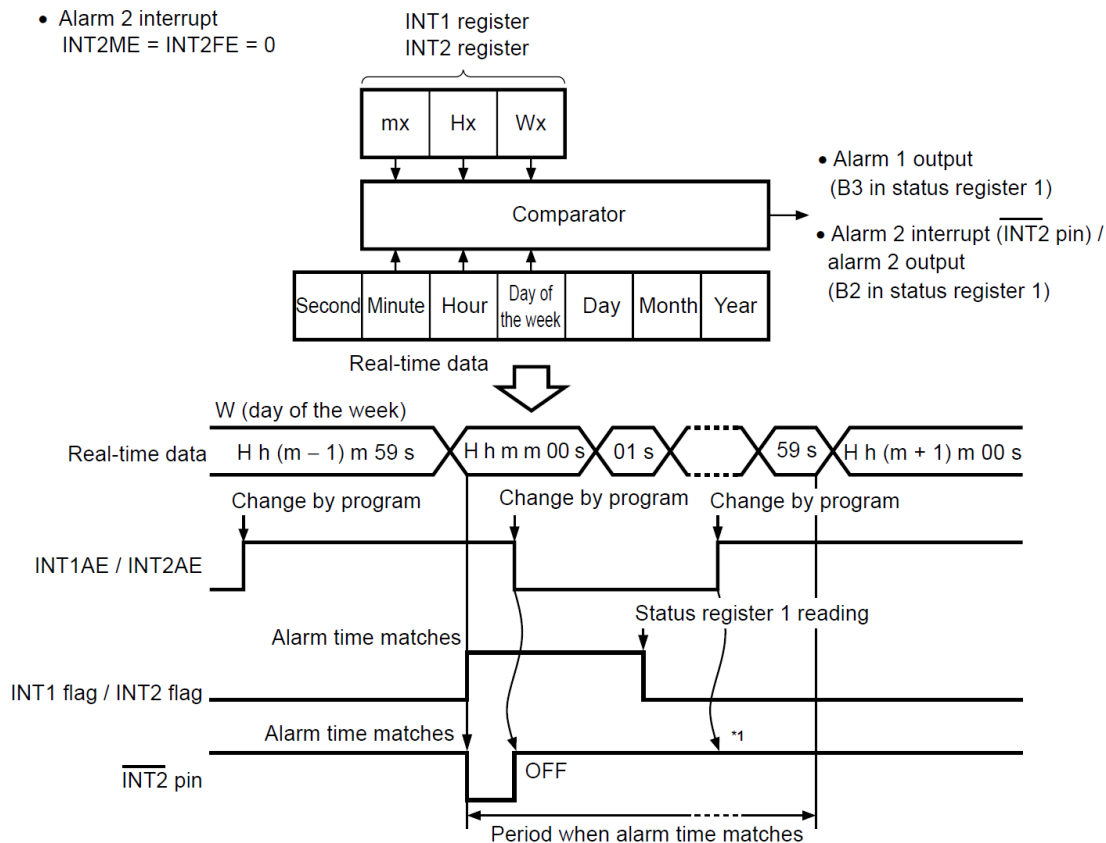 • Alarm 2 interrupt
INT2ME = INT2FE = 0
INT1 register
INT2 register
mx Hx Wx
Comparator
• Alarm 1 output
(B3 in status register 1)
• Alarm 2 interrupt (INT2 pin) /
alarm 2 output
(B2 in status register 1)
Second Minute Hour Day of the week Day Month Year
Real-time data
W (day of the week)
Real-time data
H h (m − 1) m 59 s H h m m 00 s 01 s 59 s H h (m + 1) m 00 s
Change by program Change by program Change by program
INT1AE / INT2AE
Status register 1 reading
Alarm time matches
INT1 flag / INT2 flag
Alarm time matches
*1
OFF
INT2 pin
Period when alarm time matches